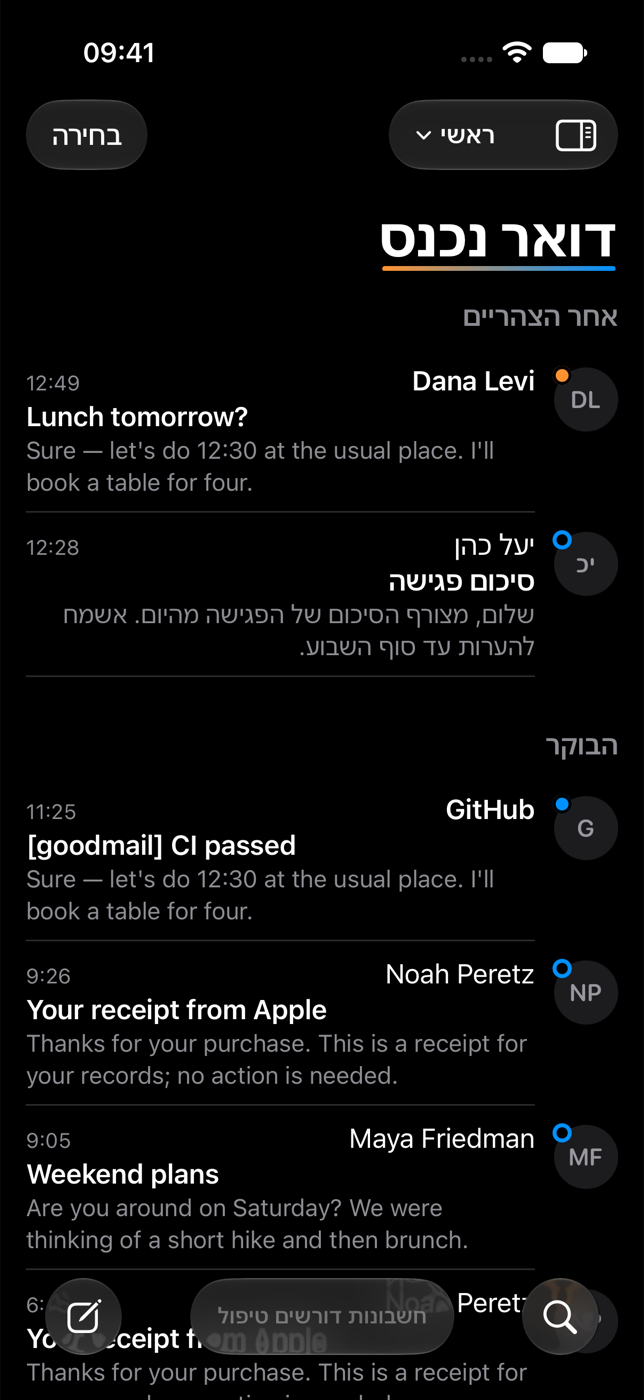 09:41
ראשי
בחירה
דואר נכנס
אחר הצהריים
DL
Dana Levi
12:49
Lunch tomorrow?
Sure — let's do 12:30 at the usual place. I'll
book a table for four.
יכ
יעל כהן
12:28
סיכום פגישה
שלום, מצורף הסיכום של הפגישה מהיום. אשמח
להערות עד סוף השבוע.
הבוקר
G
GitHub
11:25
[goodmail] CI passed
Sure — let's do 12:30 at the usual place. I'll
book a table for four.
NP
Noah Peretz
9:26
Your receipt from Apple
Thanks for your purchase. This is a receipt for
your records; no action is needed.
MF
Maya Friedman
9:05
Weekend plans
Are you around on Saturday? We were
thinking of a short hike and then brunch.
Noa Peretz
חשבונות דורשים טיפול
Thanks for your purchase. This is a receipt for